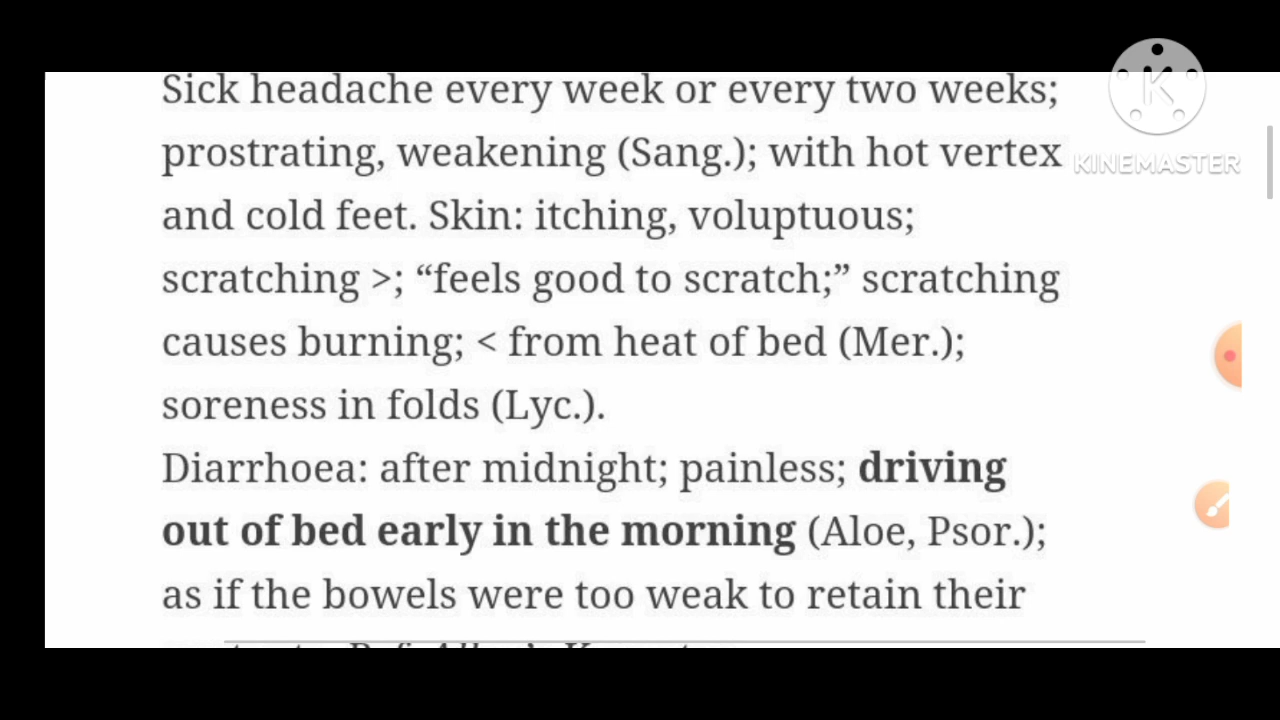 Sick headache every week or every two weeks;
prostrating, weakening (Sang.); with hot vertex
KINEMASTER
and cold feet. Skin: itching, voluptuous;
scratching >; “feels good to scratch;” scratching
causes burning; < from heat of bed (Mer.);
soreness in folds (Lyc.).
Diarrhoea: after midnight; painless; driving
out of bed early in the morning (Aloe, Psor.);
as if the bowels were too weak to retain their